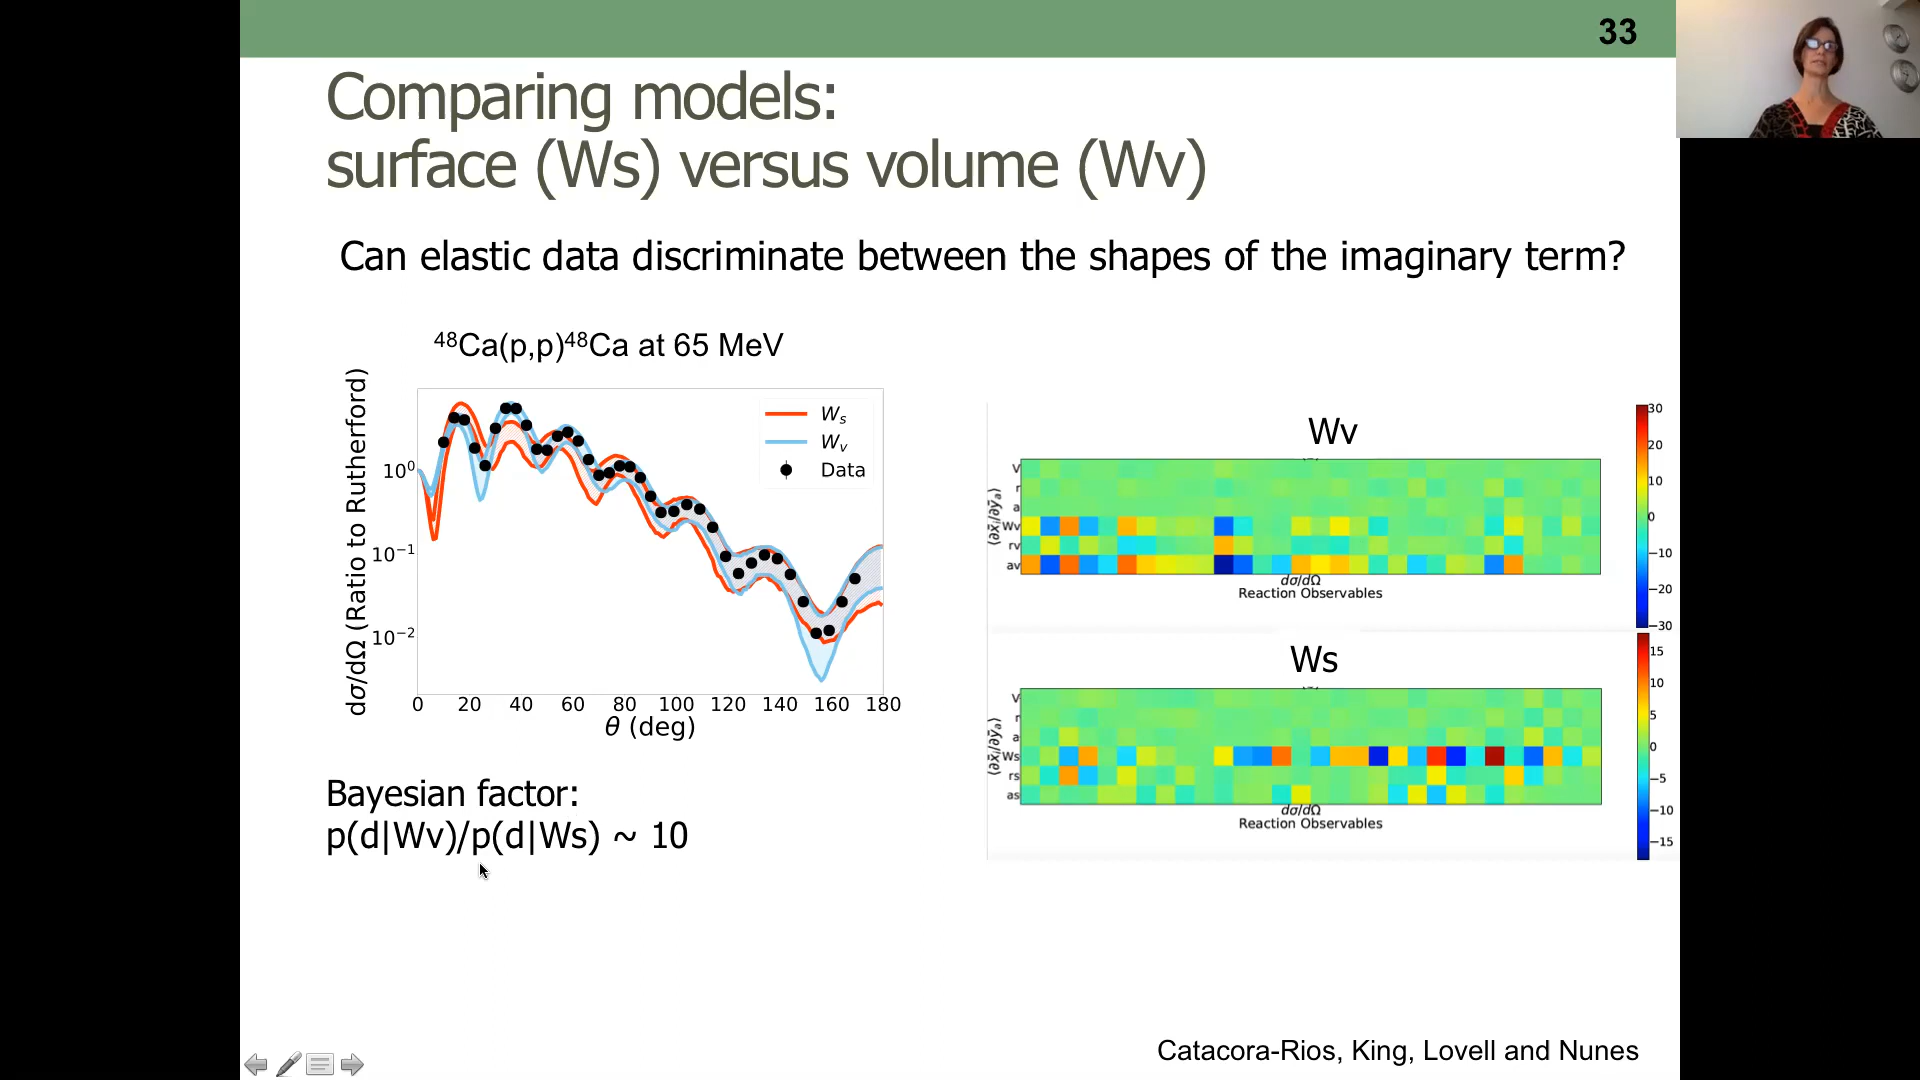 33
Comparing models:
surface (Ws) versus volume (Wv)
Can elastic data discriminate between the shapes of the imaginary term?
⁴⁸Ca(p,p)⁴⁸Ca at 65 MeV
dσ/dΩ (Ratio to Rutherford)
10⁰
10⁻¹
10⁻²
Wₛ
Wᵥ
Data
0 20 40 60 80 100 120 140 160 180
θ (deg)
Bayesian factor:
p(d|Wv)/p(d|Ws) ~ 10
Wv
V
r
a
Wv
rv
av
dσ/dΩ
Reaction Observables
30
20
10
0
−10
−20
−30
Ws
V
r
a
Ws
rs
as
dσ/dΩ
Reaction Observables
15
10
5
0
−5
−10
−15
Catacora-Rios, King, Lovell and Nunes